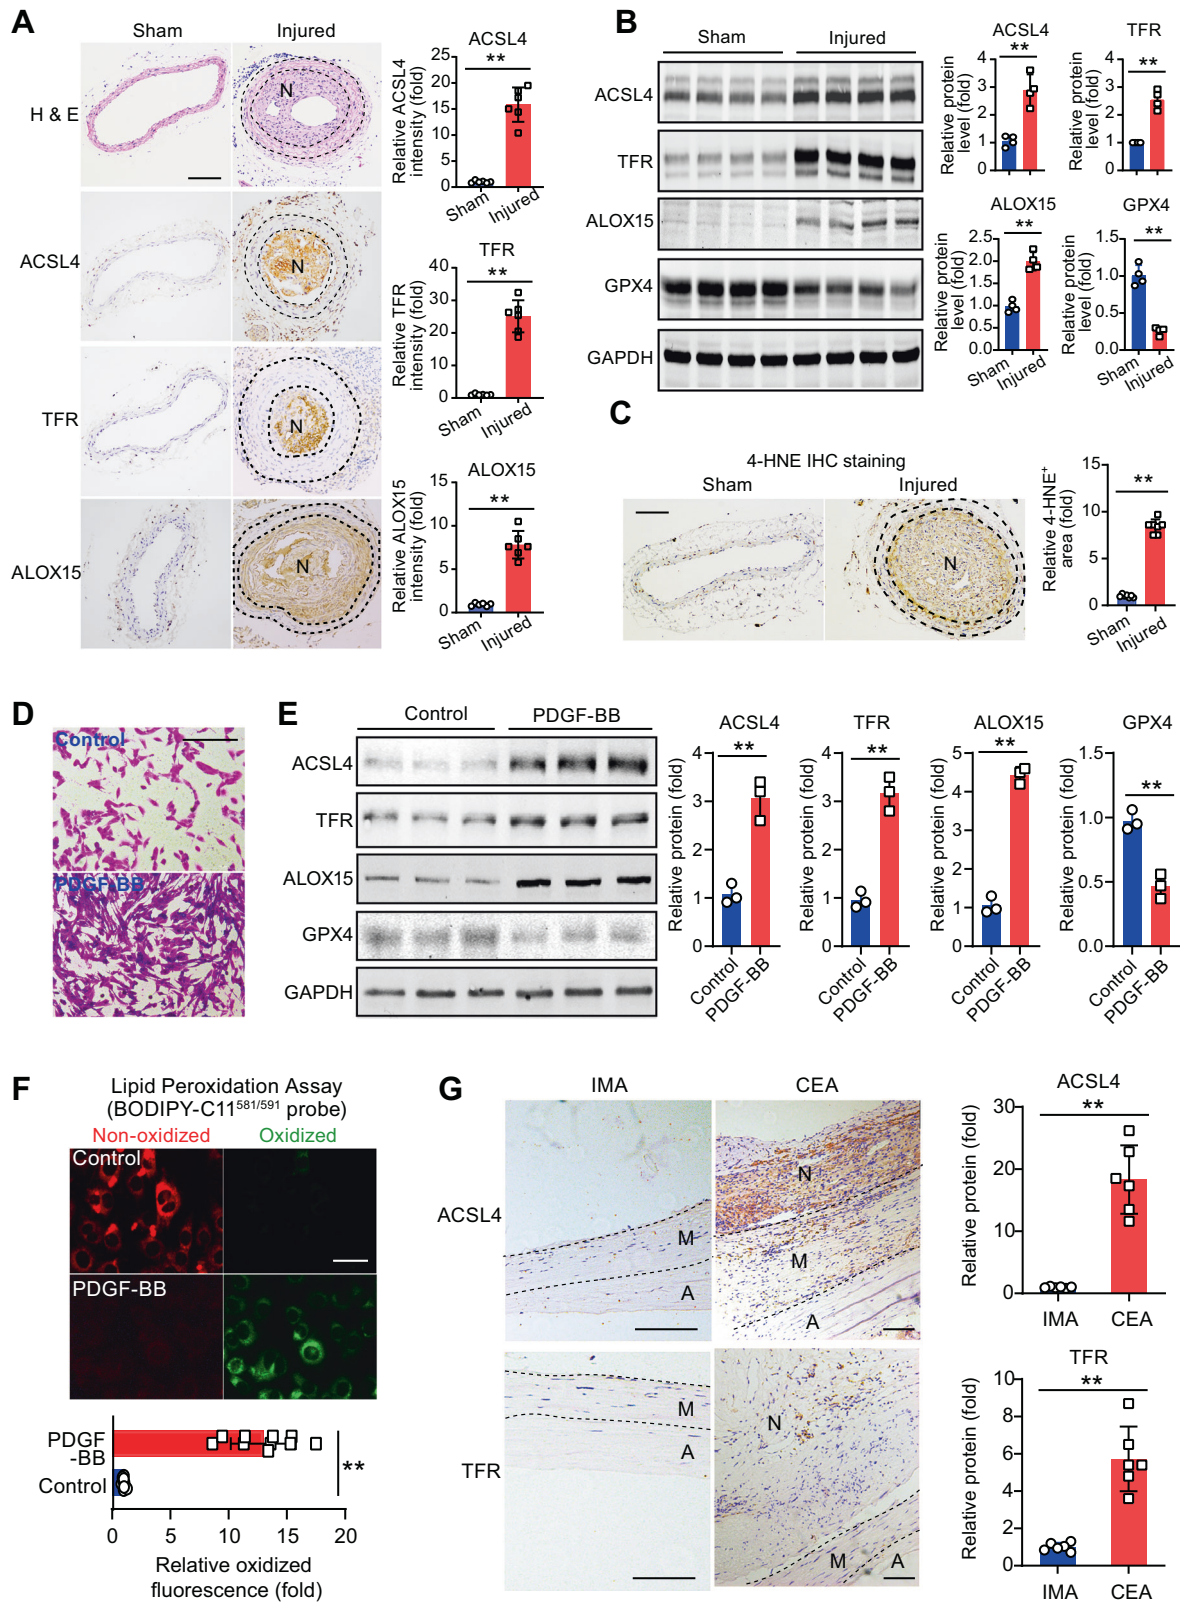 A
Sham
Injured
H & E
N
ACSL4
N
TFR
N
ALOX15
N
ACSL4
**
Relative ACSL4
intensity (fold)
25
20
15
10
5
0
Sham
Injured
TFR
**
Relative TFR
intensity (fold)
40
30
20
10
0
Sham
Injured
ALOX15
**
Relative ALOX15
intensity (fold)
15
10
5
0
Sham
Injured
B
Sham
Injured
ACSL4
TFR
ALOX15
GPX4
GAPDH
ACSL4
**
Relative protein
level (fold)
4
3
2
1
0
TFR
**
Relative protein
level (fold)
4
3
2
1
0
ALOX15
**
Relative protein
level (fold)
2.5
2.0
1.5
1.0
0.5
0.0
Sham
Injured
GPX4
**
Relative protein
level (fold)
1.5
1.0
0.5
0.0
Sham
Injured
C
4-HNE IHC staining
Sham
Injured
N
Relative 4-HNE+
area (fold)
15
10
5
0
**
Sham
Injured
D
Control
PDGF-BB
E
Control
PDGF-BB
ACSL4
TFR
ALOX15
GPX4
GAPDH
ACSL4
**
Relative protein (fold)
4
3
2
1
0
Control
PDGF-BB
TFR
**
Relative protein (fold)
4
3
2
1
0
Control
PDGF-BB
ALOX15
**
Relative protein (fold)
5
4
3
2
1
0
Control
PDGF-BB
GPX4
**
Relative protein (fold)
1.5
1.0
0.5
0.0
Control
PDGF-BB
F
Lipid Peroxidation Assay
(BODIPY-C11581/591 probe)
Non-oxidized
Oxidized
Control
PDGF-BB
PDGF
-BB
Control
**
0
5
10
15
20
Relative oxidized
fluorescence (fold)
G
IMA
CEA
ACSL4
M
A
N
M
A
TFR
M
A
N
M
A
ACSL4
**
Relative protein (fold)
30
20
10
0
IMA
CEA
TFR
**
Relative protein (fold)
10
8
6
4
2
0
IMA
CEA